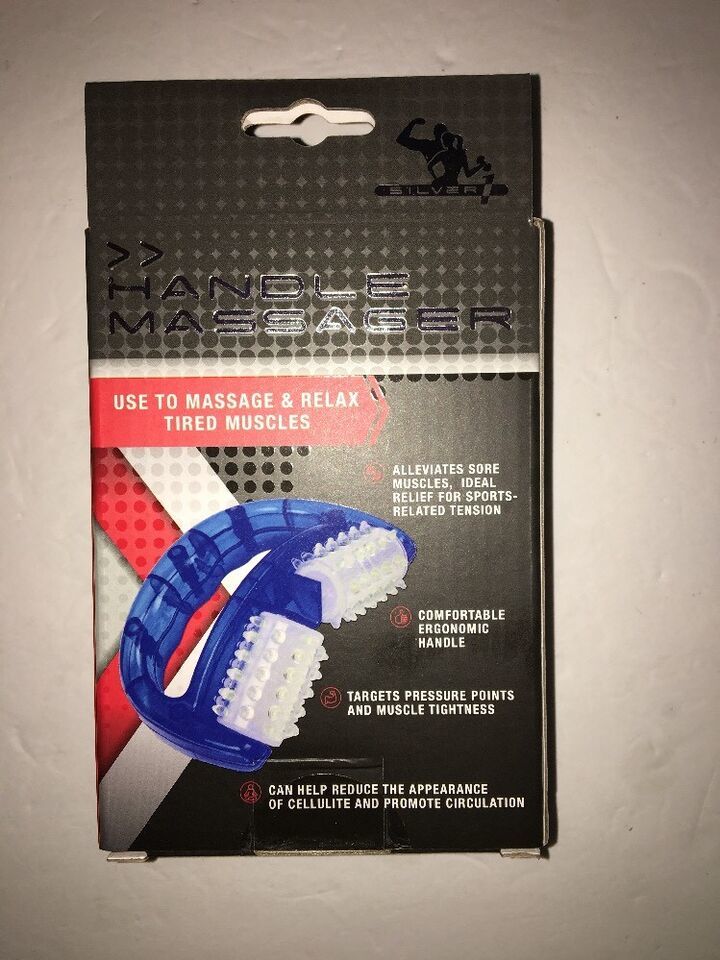 SILVER
>> HANDLE
MASSAGER
USE TO MASSAGE & RELAX
TIRED MUSCLES
ALLEVIATES SORE
MUSCLES, IDEAL
RELIEF FOR SPORTS-
RELATED TENSION
COMFORTABLE
ERGONOMIC
HANDLE
TARGETS PRESSURE POINTS
AND MUSCLE TIGHTNESS
CAN HELP REDUCE THE APPEARANCE
OF CELLULITE AND PROMOTE CIRCULATION